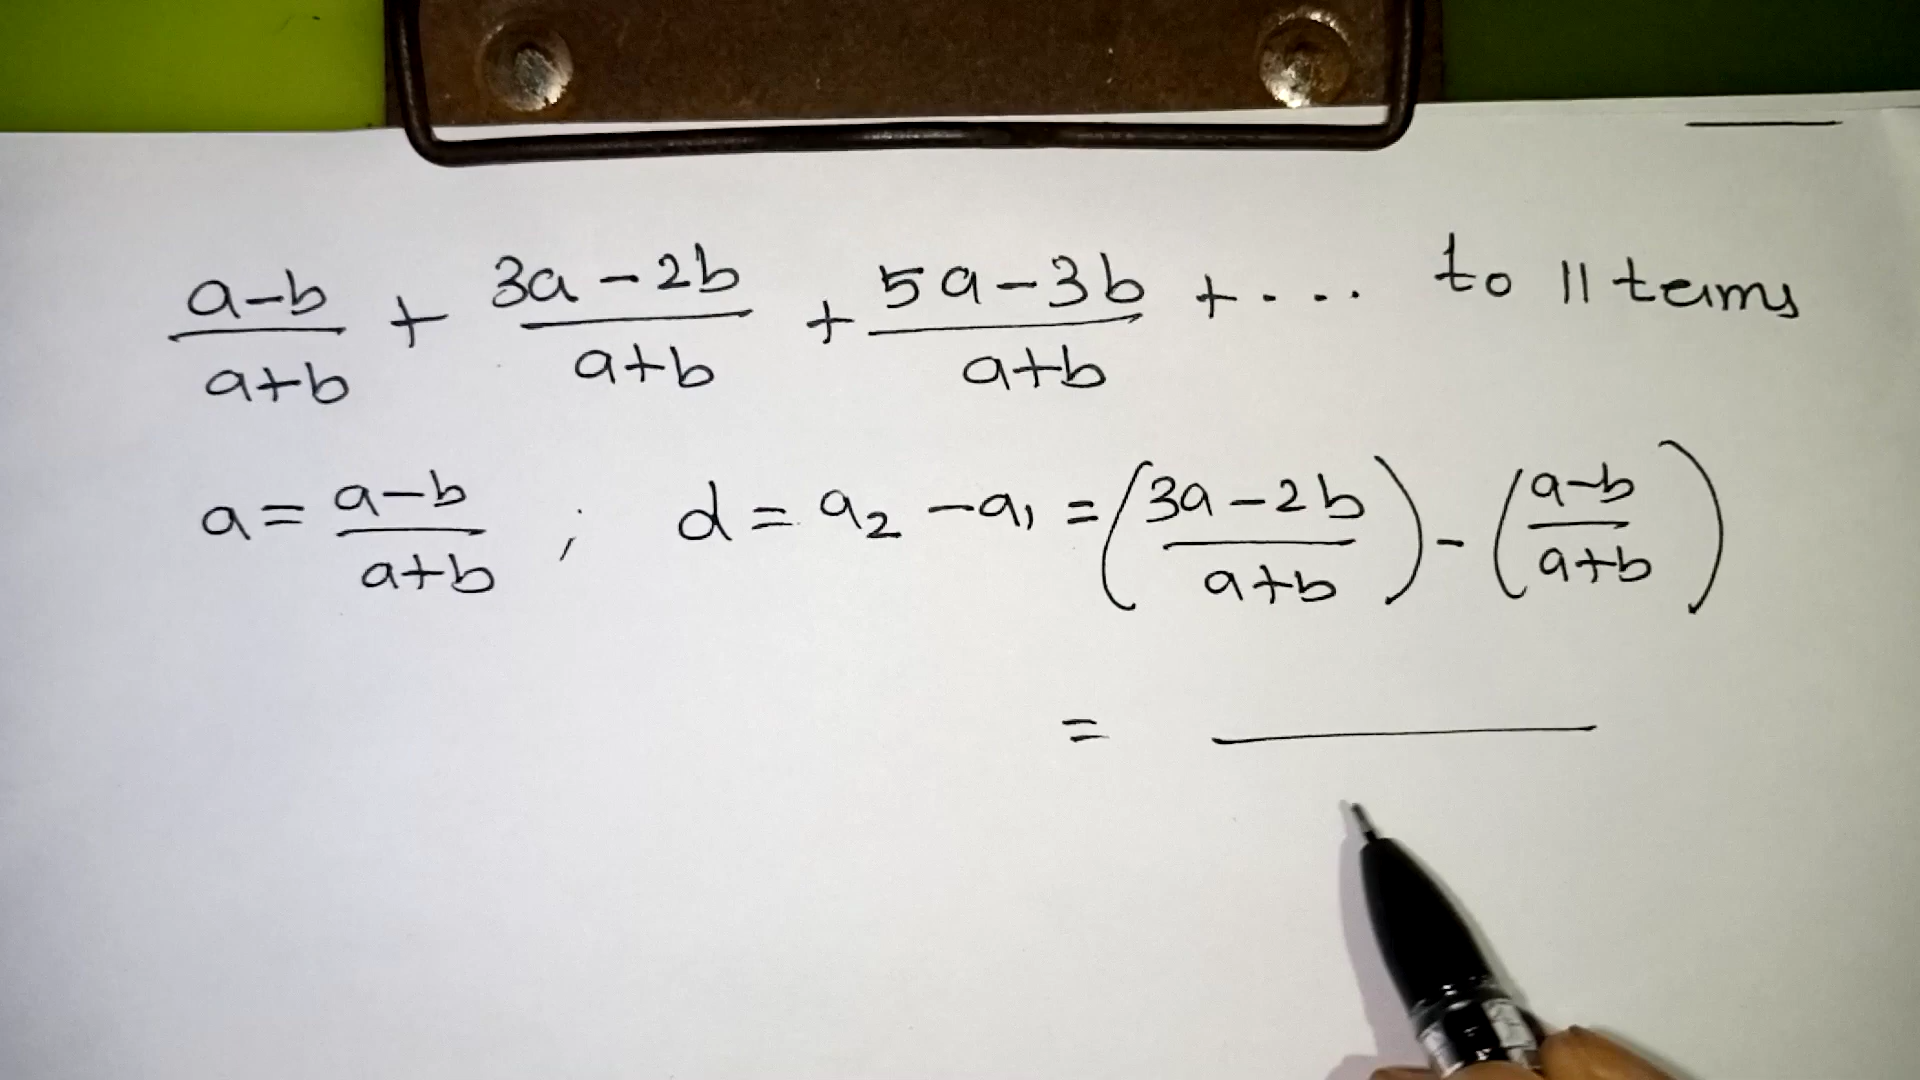 a-b/a+b + 3a-2b/a+b + 5a-3b/a+b + . . . to 11 terms
a = a-b/a+b ; d = a₂ - a₁ = (3a-2b/a+b) - (a-b/a+b)
=